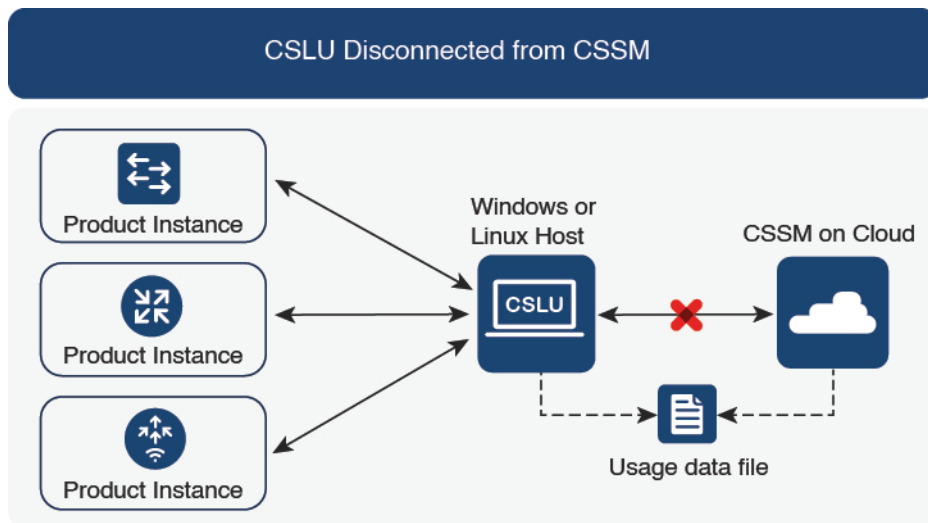 CSLU Disconnected from CSSM
Product Instance
Product Instance
Product Instance
Windows or
Linux Host
CSLU
CSSM on Cloud
Usage data file